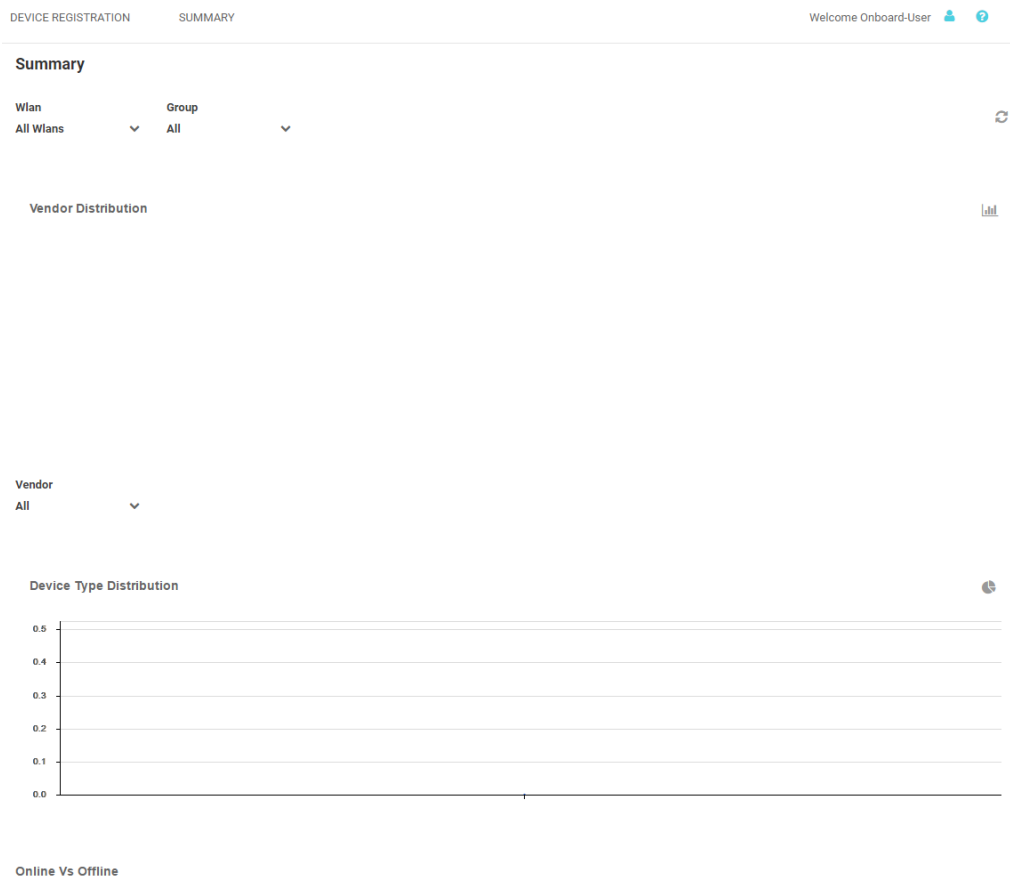 DEVICE REGISTRATION SUMMARY Welcome Onboard-User
Summary
Wlan Group
All Wlans All
Vendor Distribution
Vendor
All
Device Type Distribution
0.5
0.4
0.3
0.2
0.1
0.0
Online Vs Offline